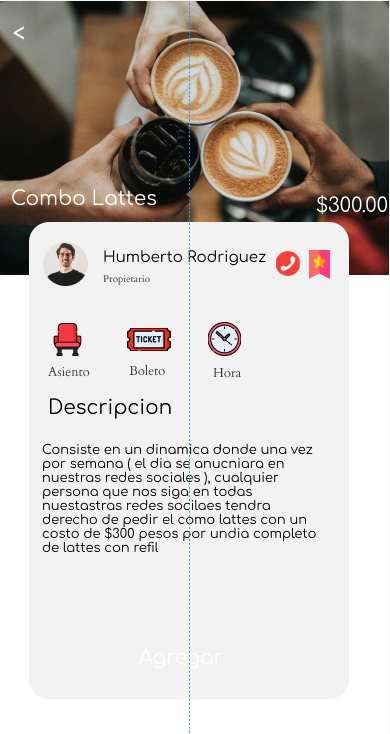 <
Combo Lattes
$300.00
Humberto Rodriguez
Propietario
TICKET
Asiento
Boleto
Hora
Descripcion
Consiste en un dinamica donde una vez
por semana ( el dia se anucniara en
nuestras redes sociales ), cualquier
persona que nos siga en todas
nuestastras redes socilaes tendra
derecho de pedir el como lattes con un
costo de $300 pesos por undia completo
de lattes con refil
Agregar